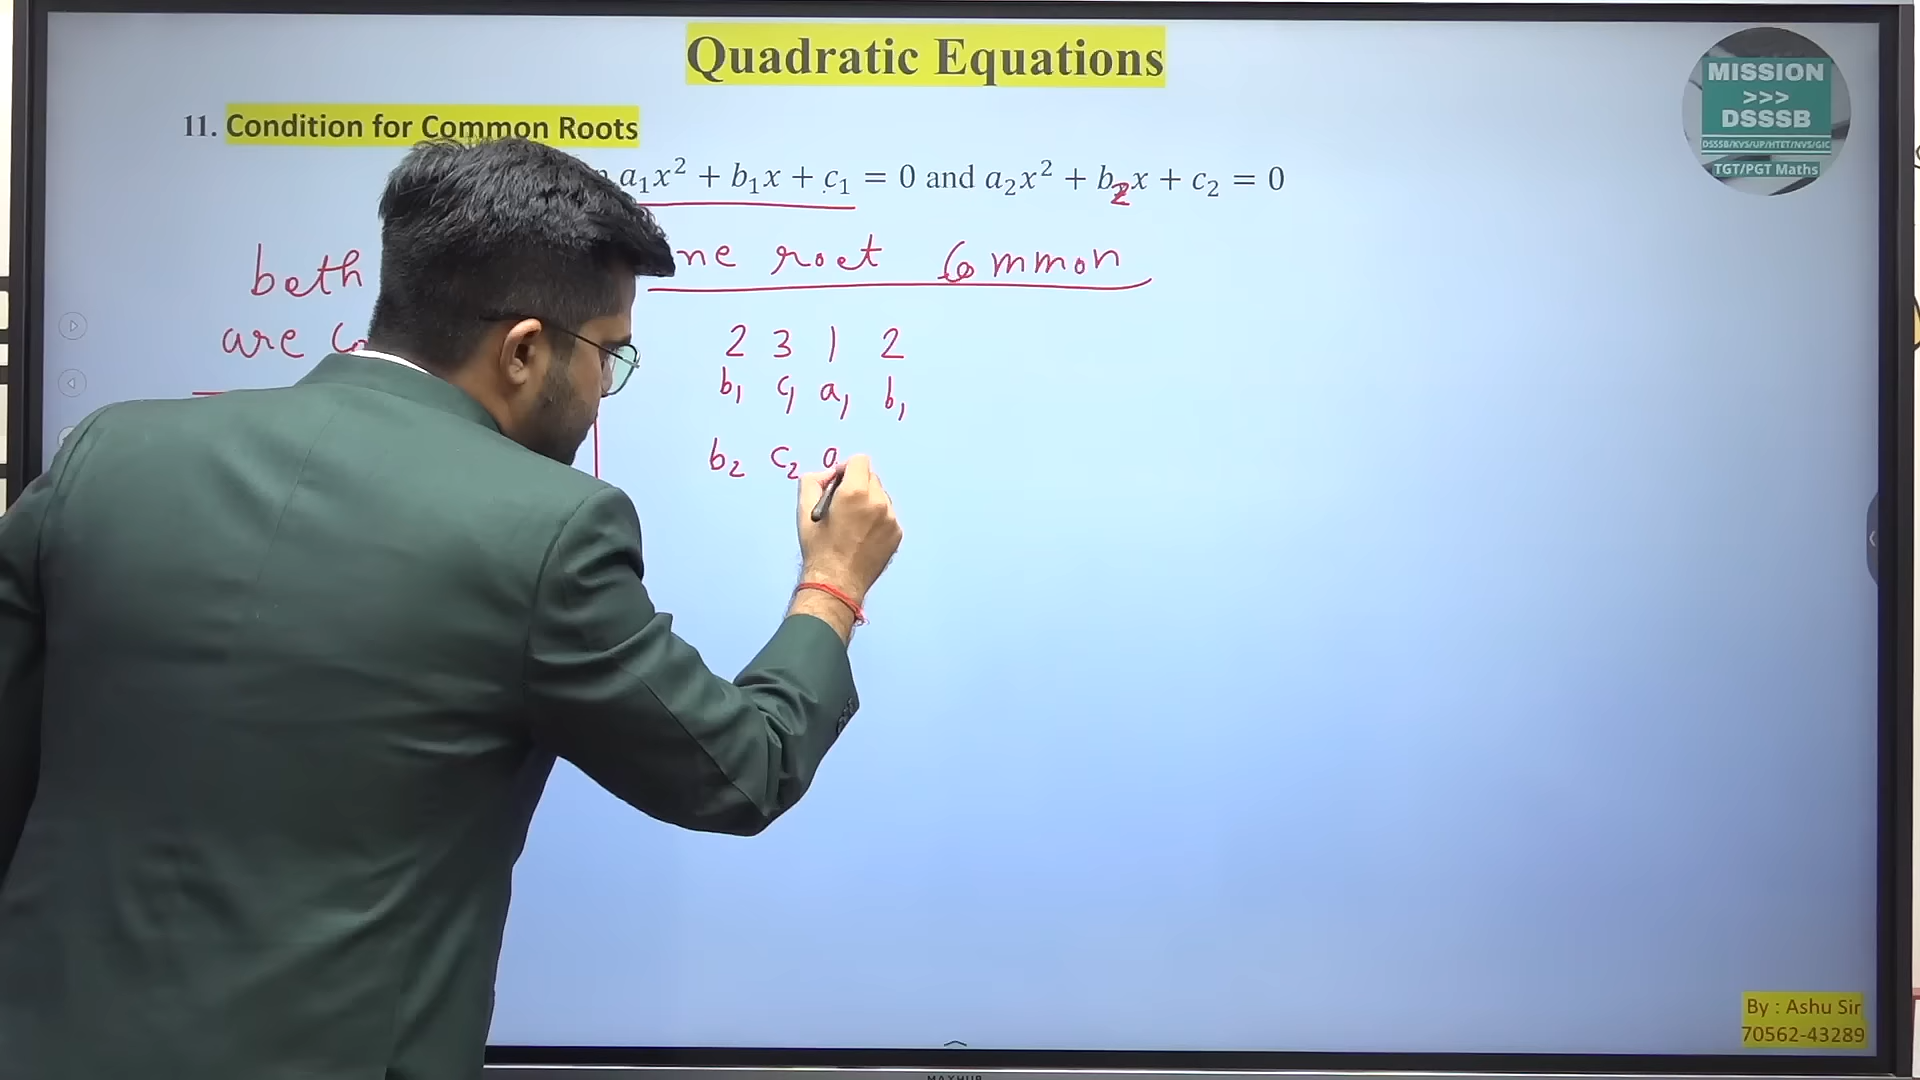 Quadratic Equations
MISSION
>>>
DSSSB
DSSSB/KVS/UP/HTET/NVS/GIC
TGT/PGT Maths
11. Condition for Common Roots
a₁x² + b₁x + c₁ = 0 and a₂x² + b₂x + c₂ = 0
both ne root Common
are
2 3 1 2
b₁ c₁ a₁ b₁
b₂ c₂ a
By : Ashu Sir
70562-43289
MAXHUB